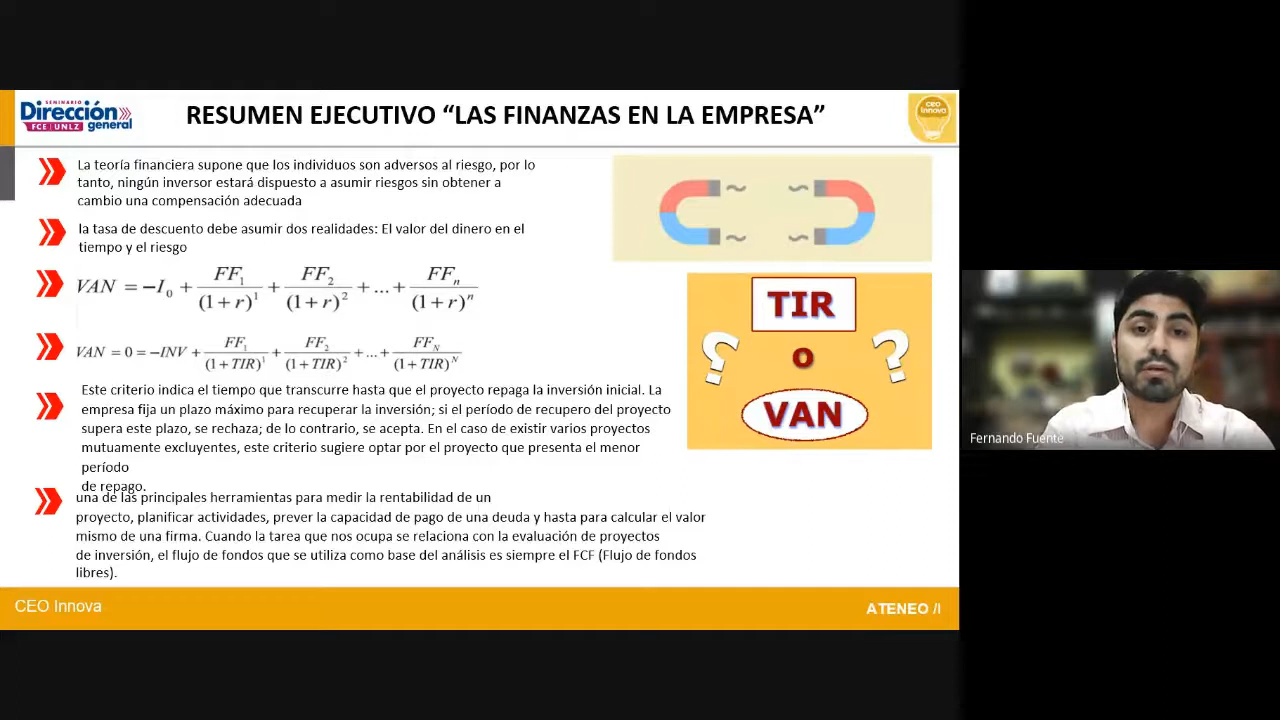 SEMINARIO
Dirección
FCE | UNLZ general
RESUMEN EJECUTIVO “LAS FINANZAS EN LA EMPRESA”
ceo
innova
La teoría financiera supone que los individuos son adversos al riesgo, por lo
tanto, ningún inversor estará dispuesto a asumir riesgos sin obtener a
cambio una compensación adecuada
la tasa de descuento debe asumir dos realidades: El valor del dinero en el
tiempo y el riesgo
VAN = −I₀ + FF₁/(1 + r)¹ + FF₂/(1 + r)² + ... + FFₙ/(1 + r)ⁿ
VAN = 0 = −INV + FF₁/(1 + TIR)¹ + FF₂/(1 + TIR)² + ... + FF_N/(1 + TIR)^N
Este criterio indica el tiempo que transcurre hasta que el proyecto repaga la inversión inicial. La
empresa fija un plazo máximo para recuperar la inversión; si el período de recupero del proyecto
supera este plazo, se rechaza; de lo contrario, se acepta. En el caso de existir varios proyectos
mutuamente excluyentes, este criterio sugiere optar por el proyecto que presenta el menor
período
de repago.
una de las principales herramientas para medir la rentabilidad de un
proyecto, planificar actividades, prever la capacidad de pago de una deuda y hasta para calcular el valor
mismo de una firma. Cuando la tarea que nos ocupa se relaciona con la evaluación de proyectos
de inversión, el flujo de fondos que se utiliza como base del análisis es siempre el FCF (Flujo de fondos
libres).
TIR
¿ o ?
VAN
Fernando Fuente
CEO Innova
ATENEO /I